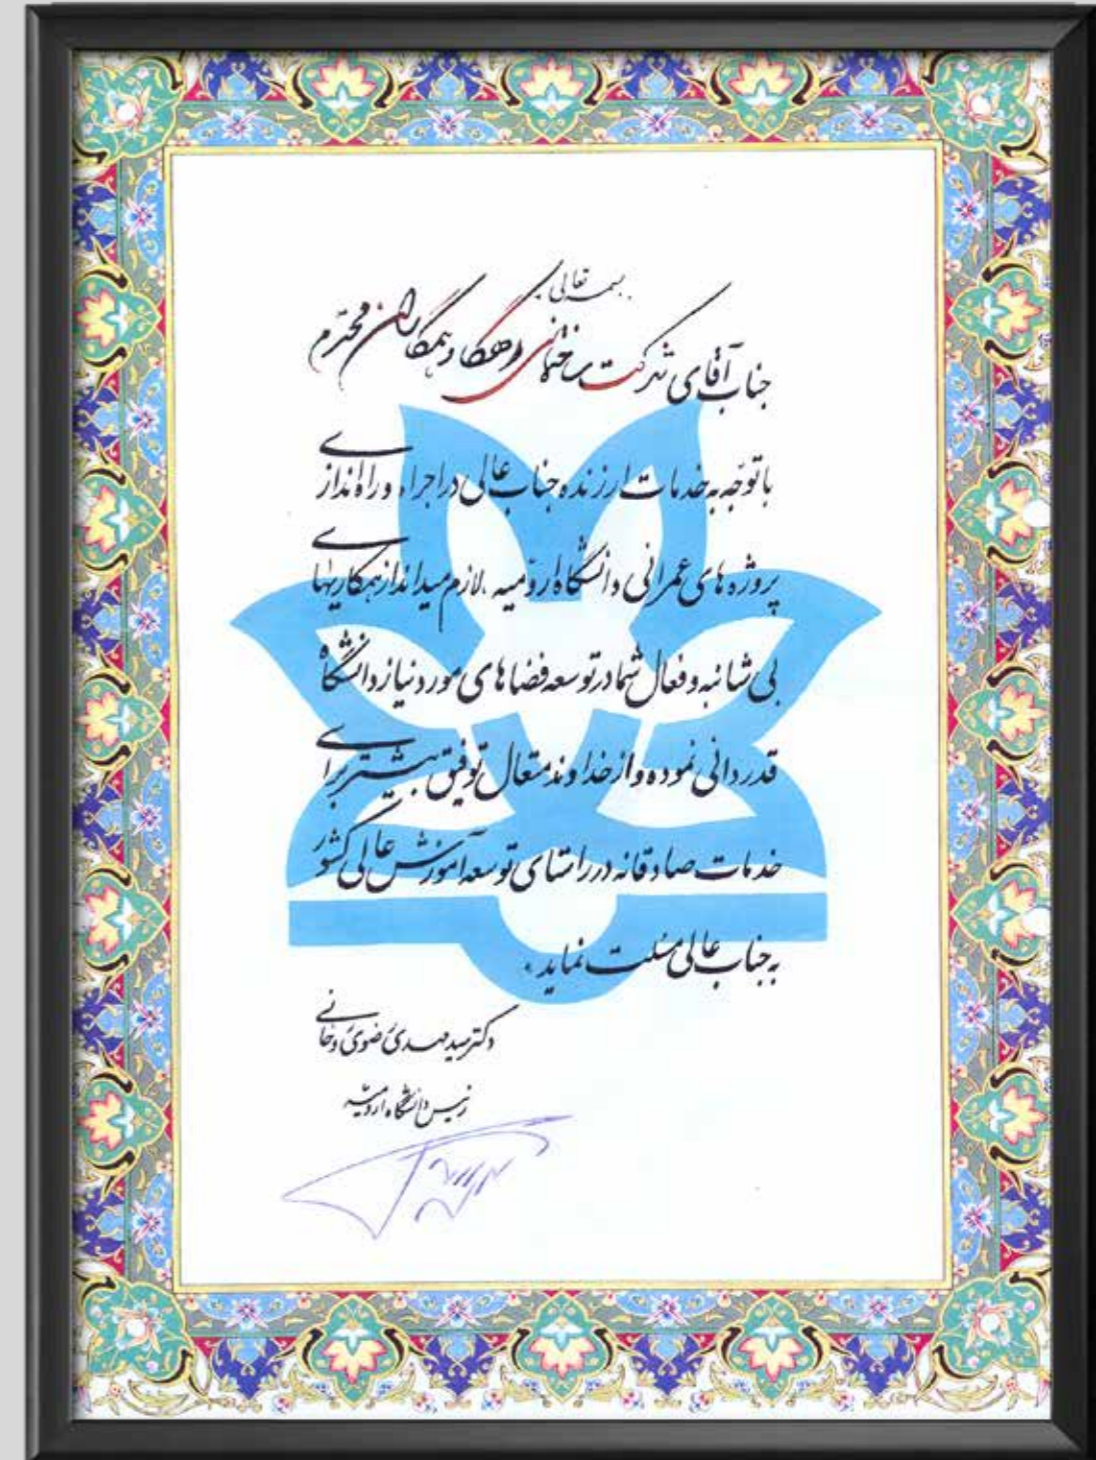 بسمه تعالی
جناب آقای شرکت ساختمانی رهگا و همکاران محترم
با توجه به خدمات ارزنده جناب عالی در اجراء و راه اندازی
پروژه های عمرانی دانشگاه ارومیه لازم میداند از همکاریهای
بی شائبه و فعال شما در توسعه فضاهای مورد نیاز دانشگاه
قدردانی نموده و از خداوند متعال توفیق بیشتر برای
خدمات صادقانه در راستای توسعه آموزش عالی کشور
به جناب عالی مسئلت نماید.
دکتر سید مهدی رضوی روحانی
رئیس دانشگاه ارومیه